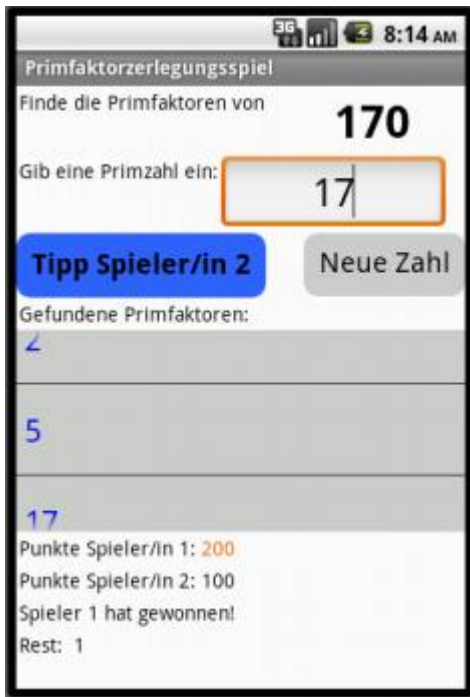 3G 8:14 AM
Primfaktorzerlegungsspiel
Finde die Primfaktoren von
170
Gib eine Primzahl ein:
17
Tipp Spieler/in 2
Neue Zahl
Gefundene Primfaktoren:
2
5
17
Punkte Spieler/in 1: 200
Punkte Spieler/in 2: 100
Spieler 1 hat gewonnen!
Rest: 1